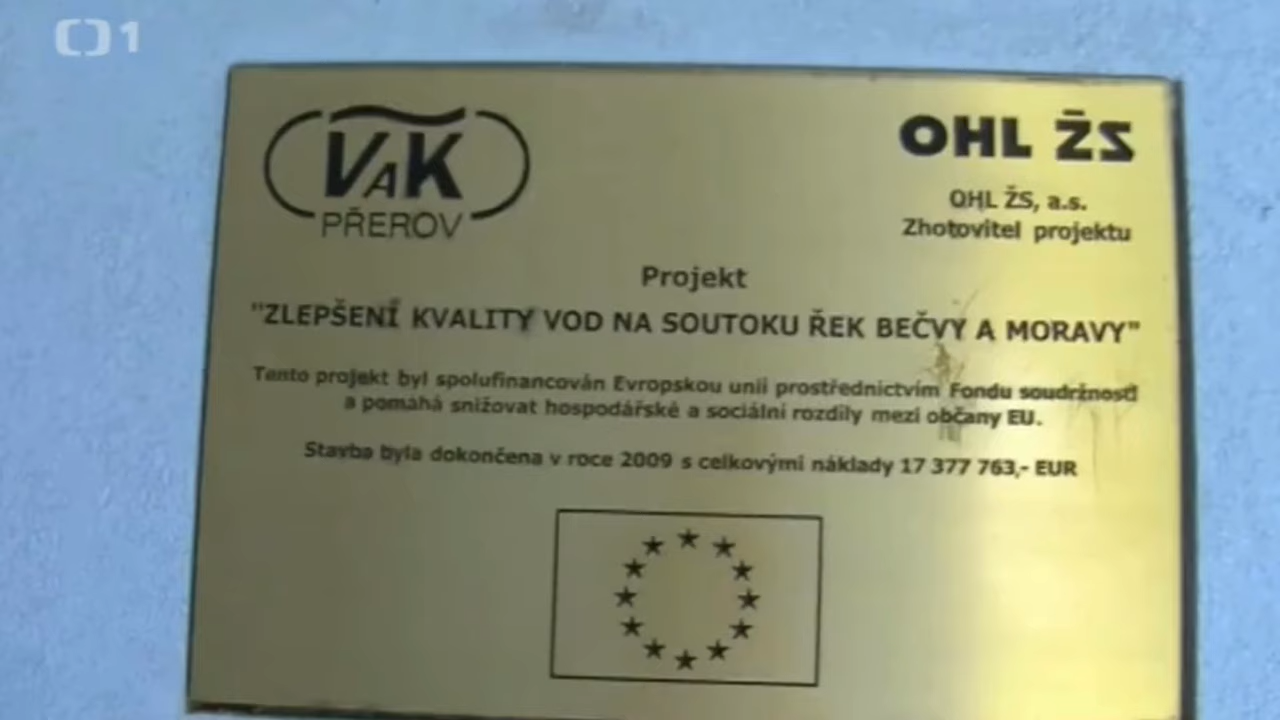 1
VAK
PŘEROV
OHL ŽS
OHL ŽS, a.s.
Zhotovitel projektu
Projekt
"ZLEPŠENÍ KVALITY VOD NA SOUTOKU ŘEK BEČVY A MORAVY"
Tento projekt byl spolufinancován Evropskou unií prostřednictvím Fondu soudržnosti
a pomáhá snižovat hospodářské a sociální rozdíly mezi občany EU.
Stavba byla dokončena v roce 2009 s celkovými náklady 17 377 763,- EUR